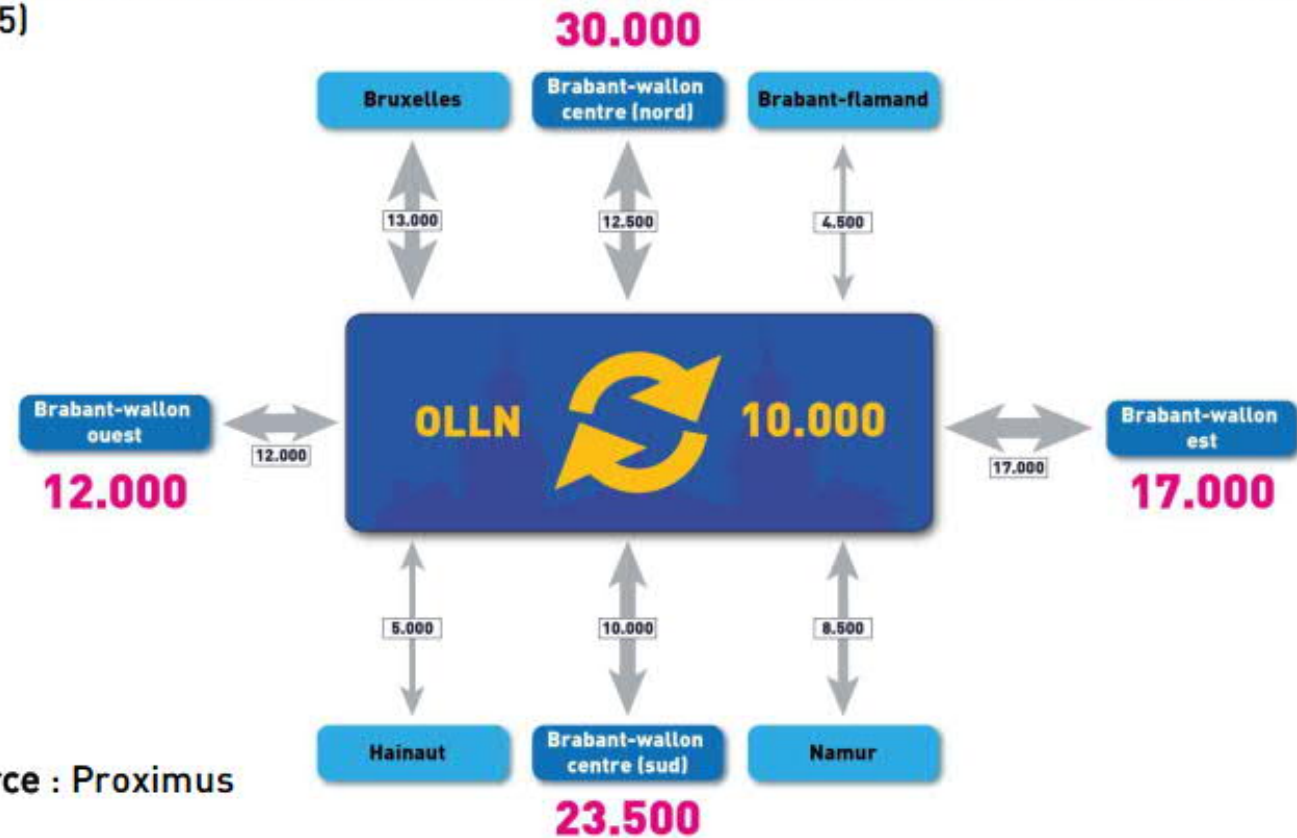 5)
30.000
Bruxelles
Brabant-wallon
centre (nord)
Brabant-flamand
13.000
12.500
4.500
Brabant-wallon
ouest
12.000
12.000
OLLN
10.000
17.000
Brabant-wallon
est
17.000
5.000
10.000
8.500
Hainaut
Brabant-wallon
centre (sud)
Namur
rce : Proximus
23.500